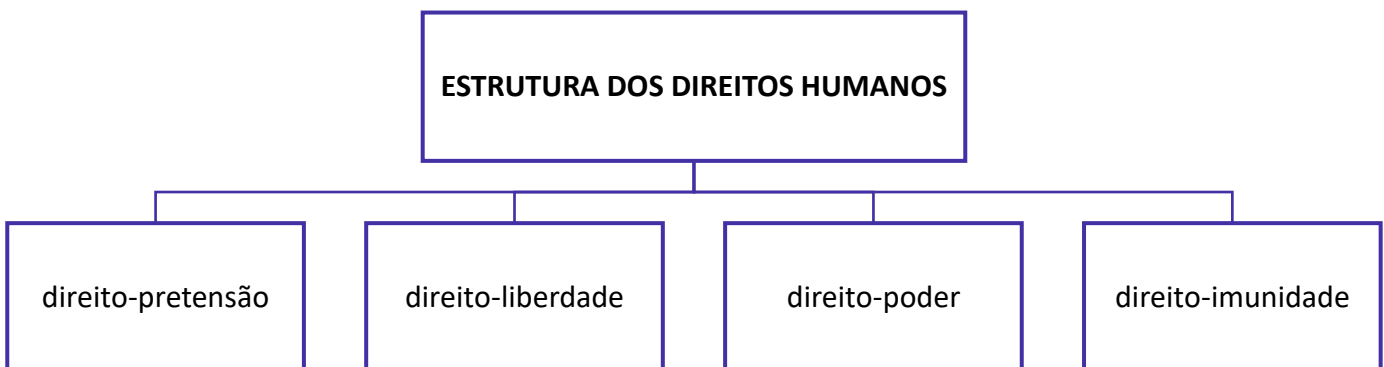 ESTRUTURA DOS DIREITOS HUMANOS
direito-pretensão
direito-liberdade
direito-poder
direito-imunidade